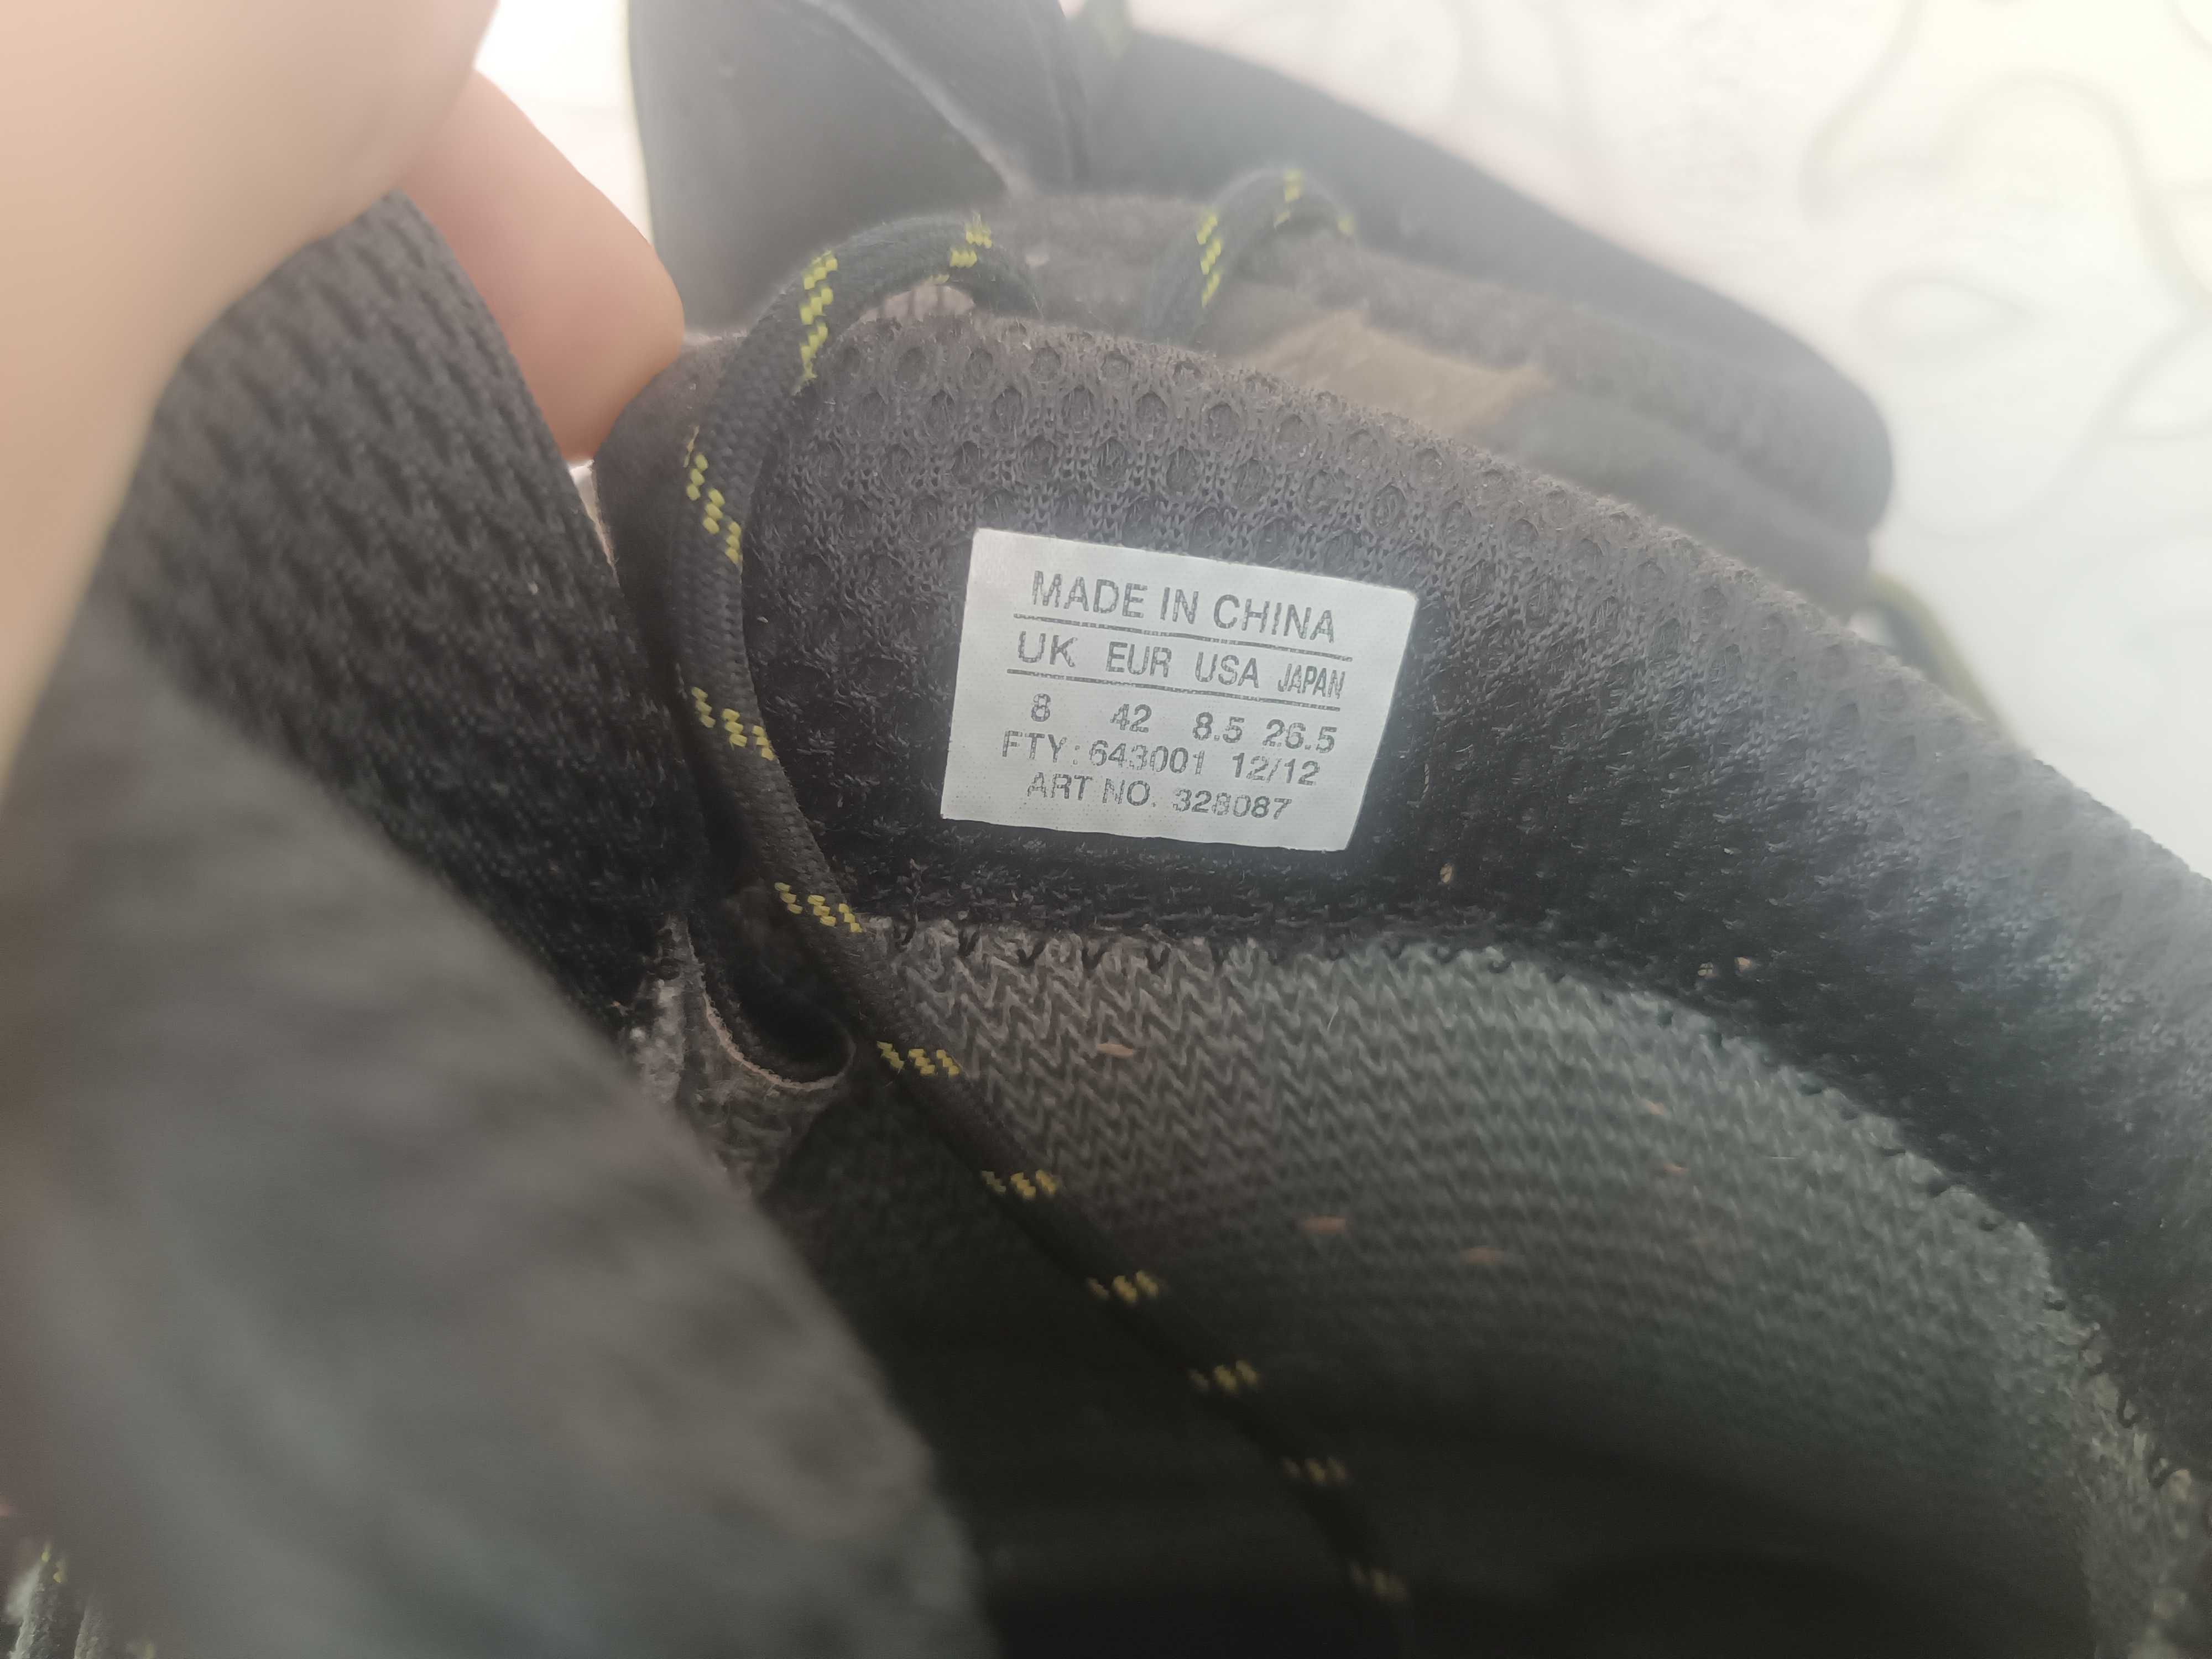 MADE IN CHINA
UK EUR USA JAPAN
8 42 8.5 26.5
FTY: 643001 12/12
ART NO. 328087